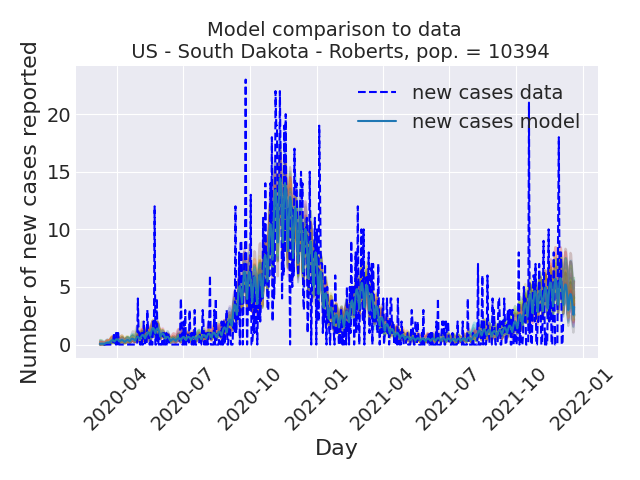 Model comparison to data
US - South Dakota - Roberts, pop. = 10394
new cases data
new cases model
Number of new cases reported
20
15
10
5
0
2020-04
2020-07
2020-10
2021-01
2021-04
2021-07
2021-10
2022-01
Day